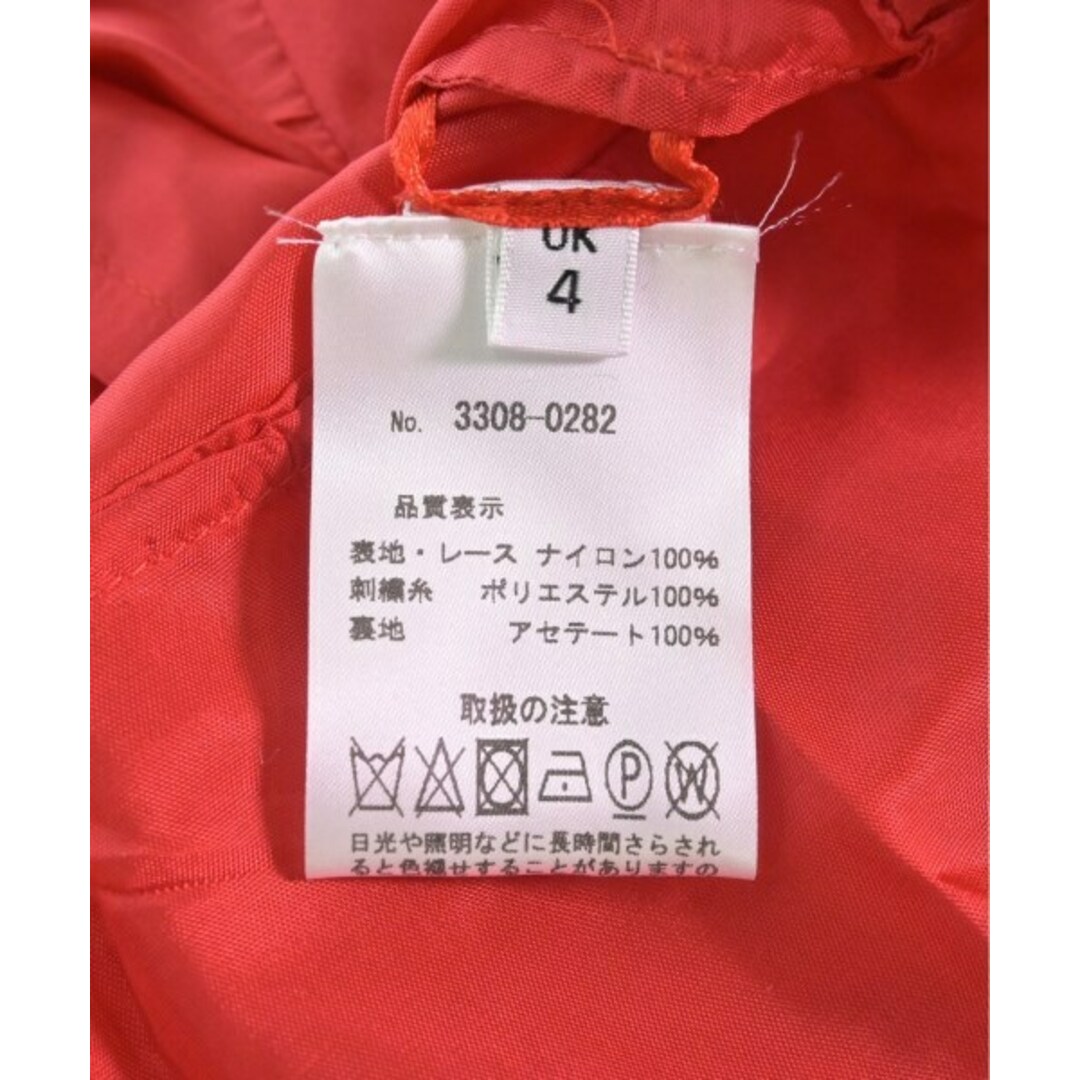 UK
4
No. 3308-0282
品質表示
表地・レース ナイロン100%
刺繍糸 ポリエステル100%
裏地 アセテート100%
取扱の注意
P
W
日光や照明などに長時間さらされ
ると色褪せすることがありますの